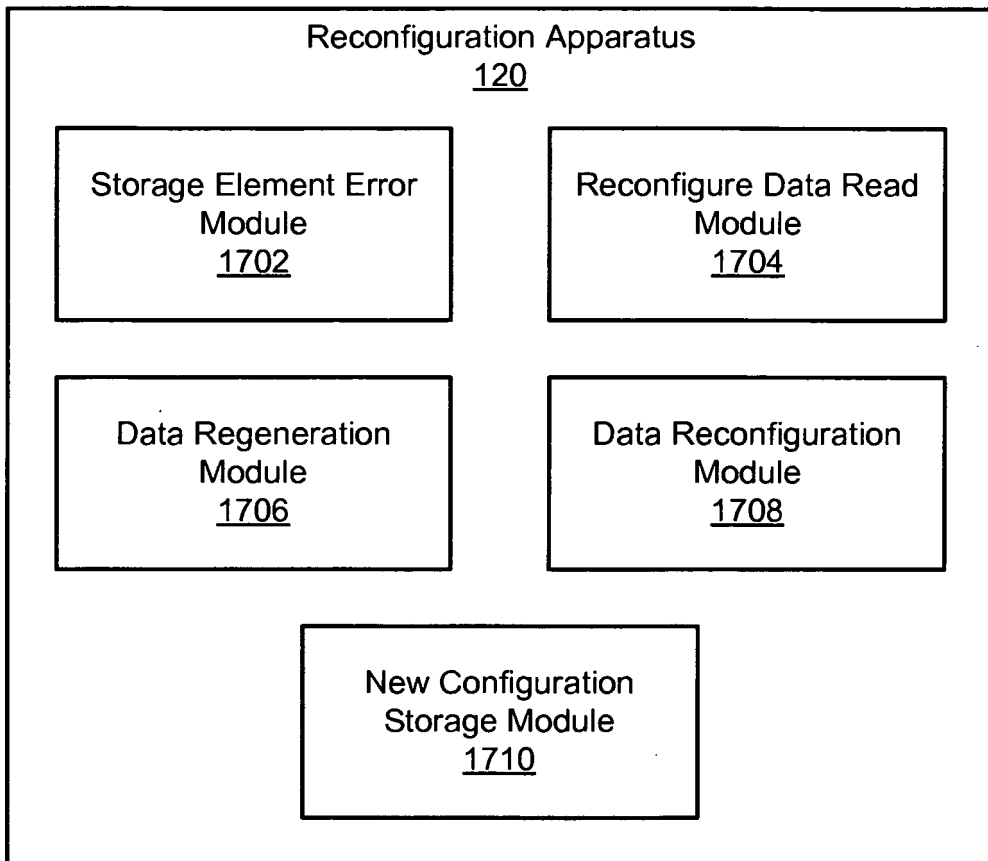 Reconfiguration Apparatus
120
Storage Element Error
Module
1702
Reconfigure Data Read
Module
1704
Data Regeneration
Module
1706
Data Reconfiguration
Module
1708
New Configuration
Storage Module
1710